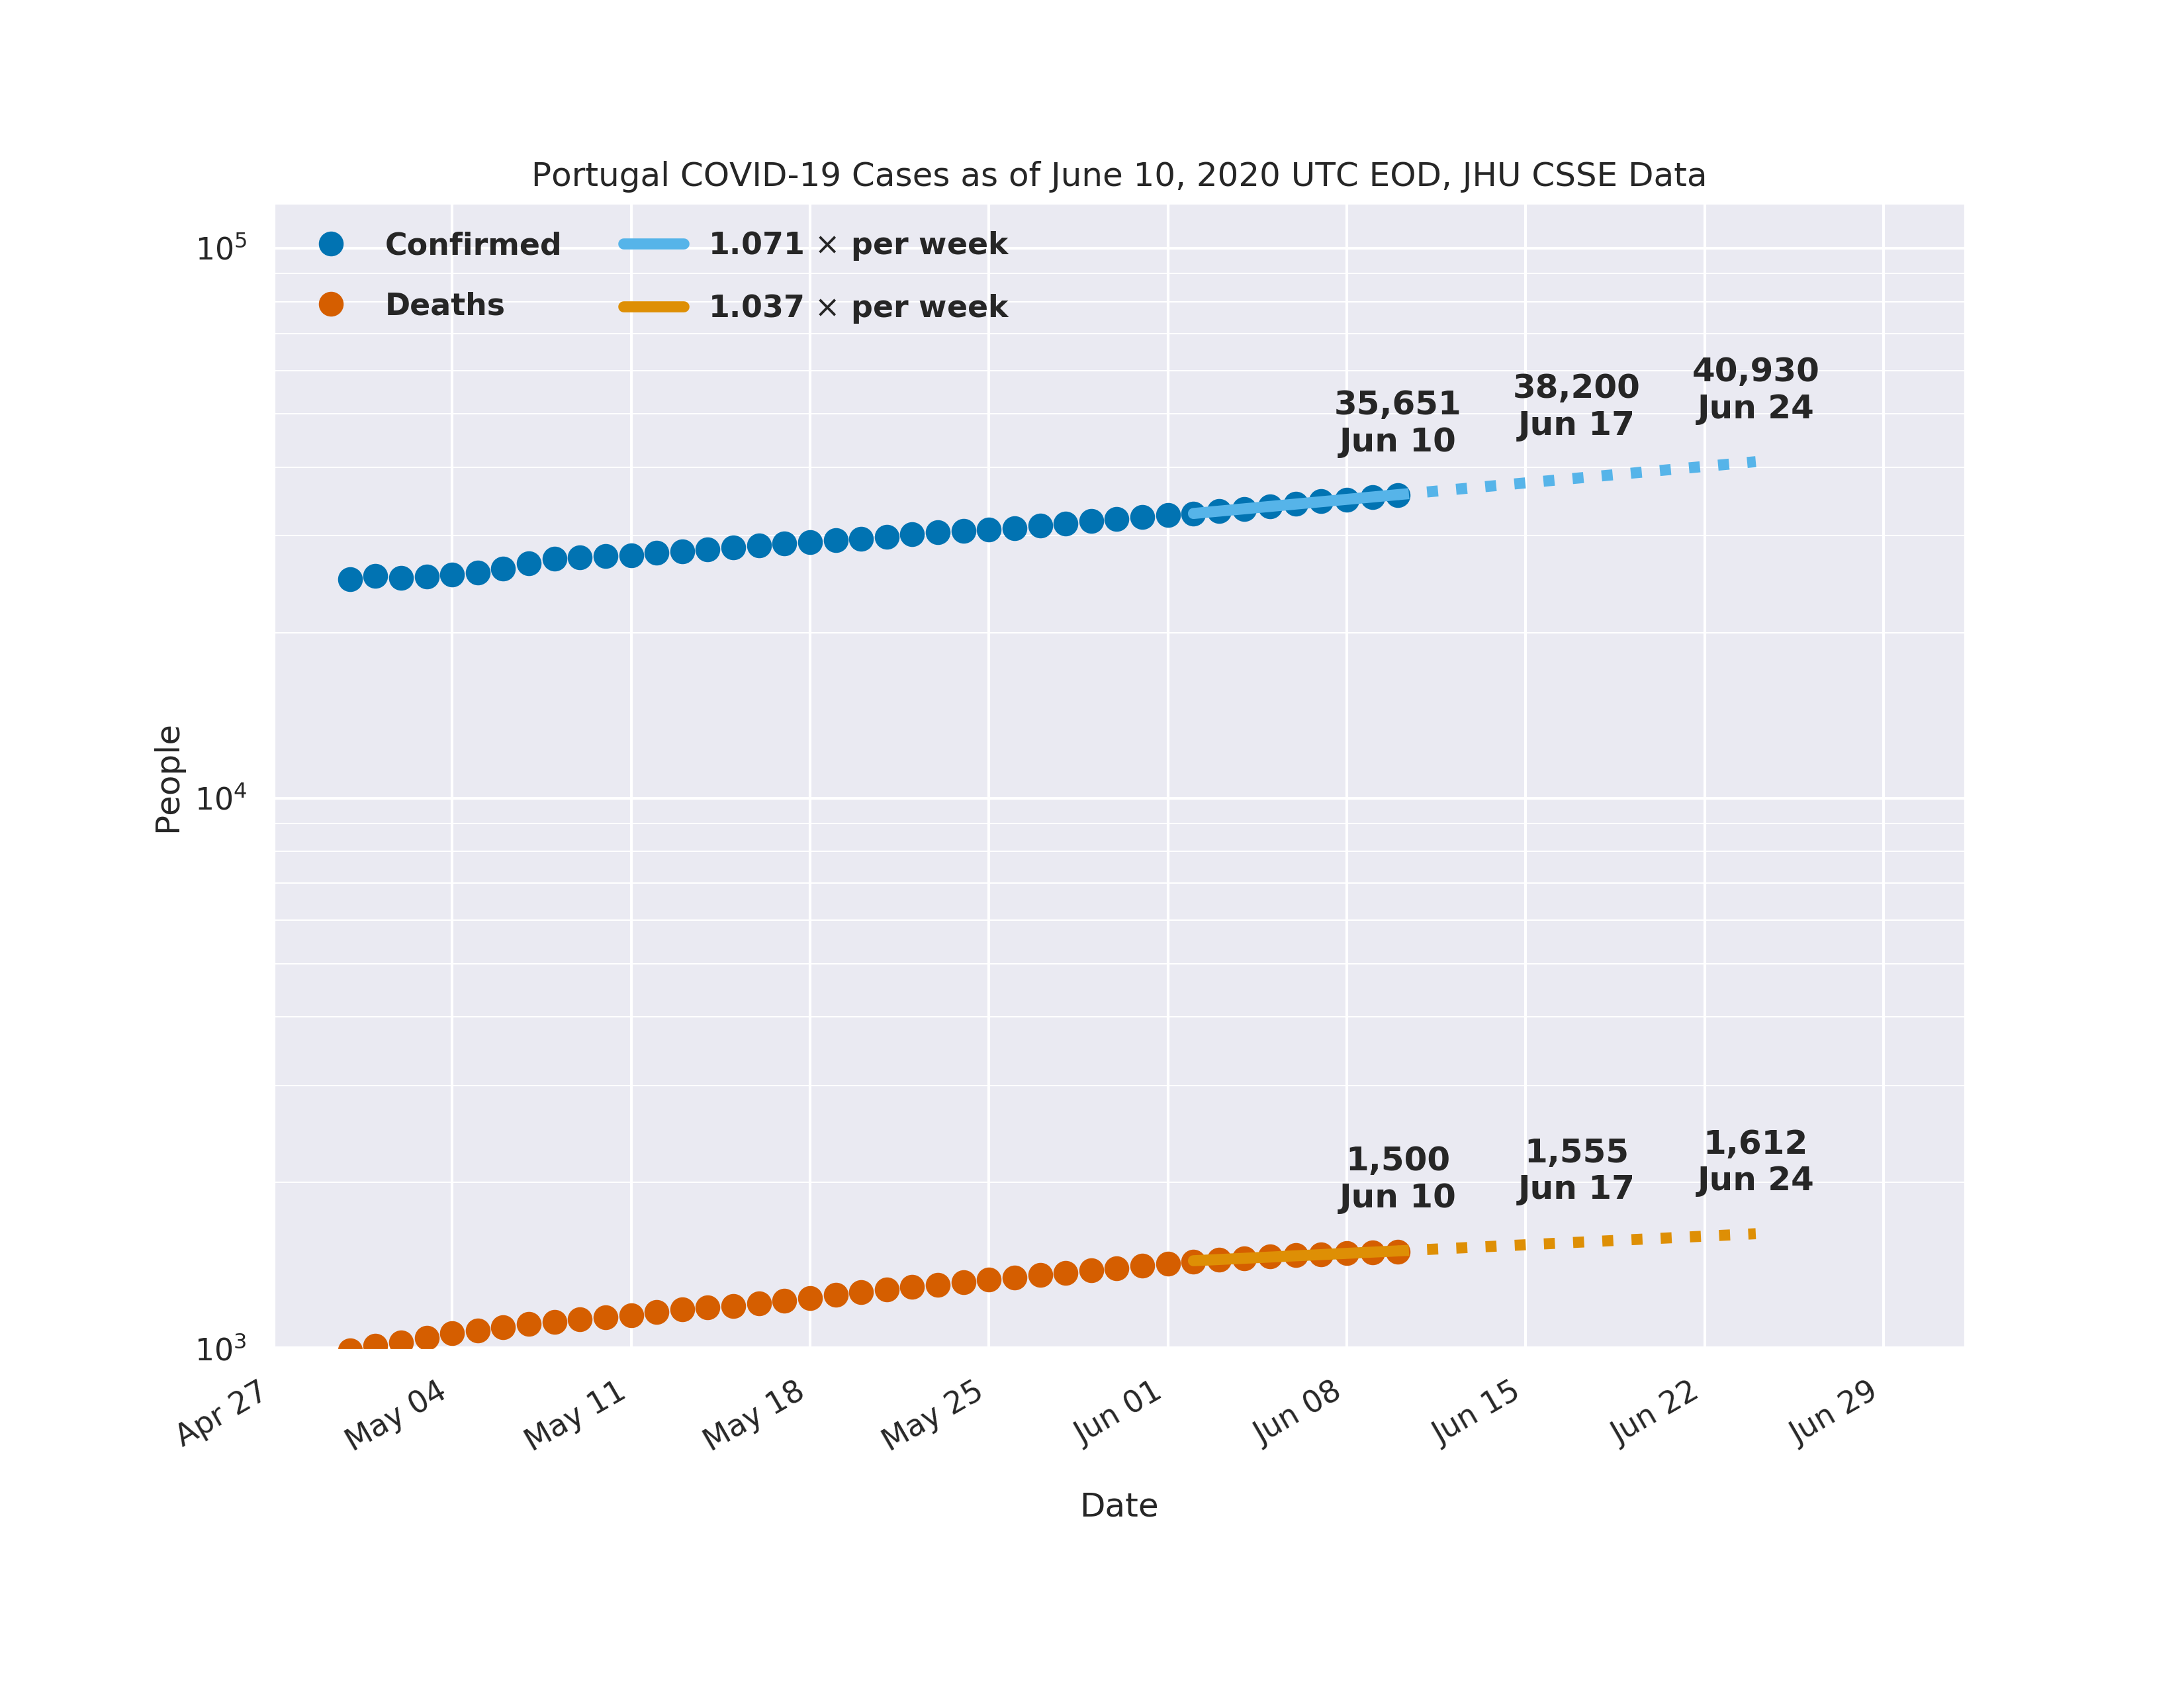 Portugal COVID-19 Cases as of June 10, 2020 UTC EOD, JHU CSSE Data
Confirmed
Deaths
1.071 × per week
1.037 × per week
10⁵
10⁴
10³
People
35,651
Jun 10
38,200
Jun 17
40,930
Jun 24
1,500
Jun 10
1,555
Jun 17
1,612
Jun 24
Apr 27
May 04
May 11
May 18
May 25
Jun 01
Jun 08
Jun 15
Jun 22
Jun 29
Date